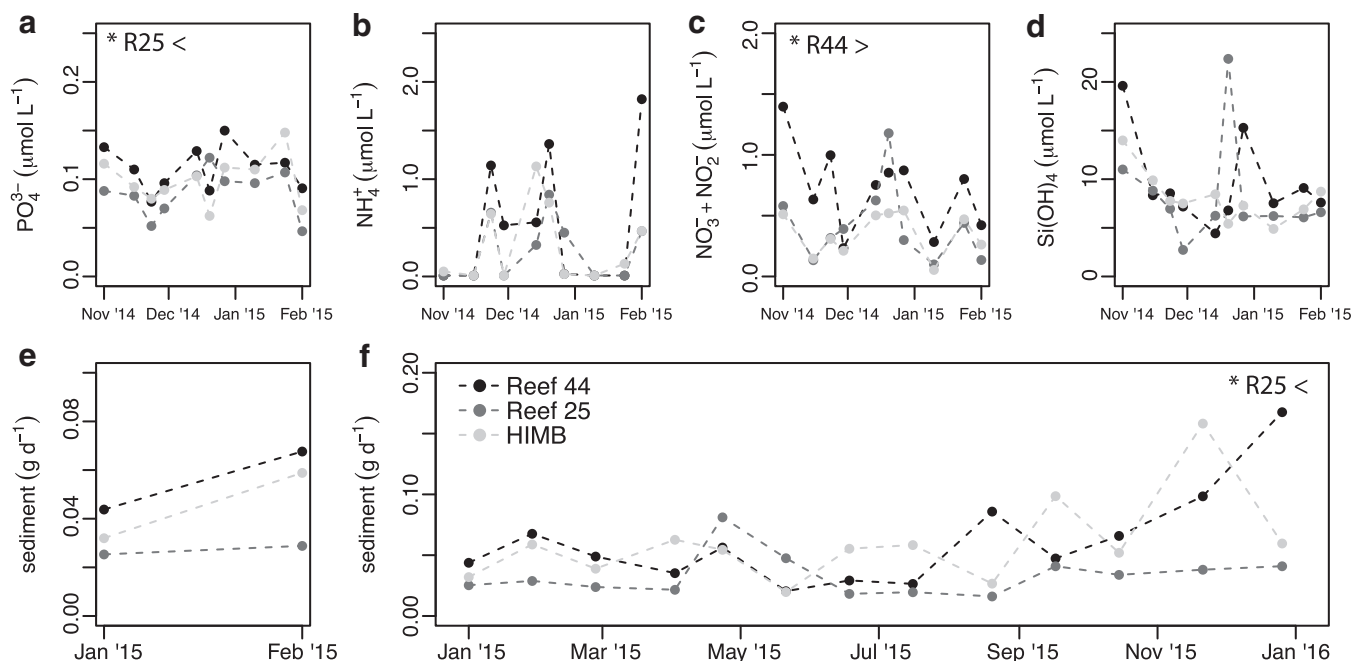 a
* R25 <
PO₄³⁻ (μmol L⁻¹)
0.0 0.1 0.2
Nov '14 Dec '14 Jan '15 Feb '15
b
NH₄⁺ (μmol L⁻¹)
0.0 1.0 2.0
Nov '14 Dec '14 Jan '15 Feb '15
c
* R44 >
NO₃⁻ + NO₂⁻ (μmol L⁻¹)
0.0 1.0 2.0
Nov '14 Dec '14 Jan '15 Feb '15
d
Si(OH)₄ (μmol L⁻¹)
0 10 20
Nov '14 Dec '14 Jan '15 Feb '15
e
sediment (g d⁻¹)
0.00 0.04 0.08
Jan '15 Feb '15
f
Reef 44
Reef 25
HIMB
* R25 <
sediment (g d⁻¹)
0.00 0.10 0.20
Jan '15 Mar '15 May '15 Jul '15 Sep '15 Nov '15 Jan '16